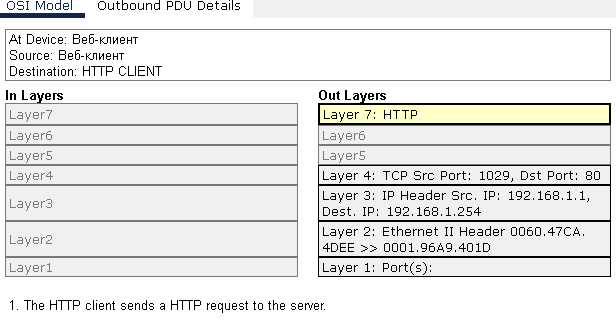 OSI Model Outbound PDU Details
At Device: Веб-клиент
Source: Веб-клиент
Destination: HTTP CLIENT
In Layers
Layer7
Layer6
Layer5
Layer4
Layer3
Layer2
Layer1
Out Layers
Layer 7: HTTP
Layer6
Layer5
Layer 4: TCP Src Port: 1029, Dst Port: 80
Layer 3: IP Header Src. IP: 192.168.1.1,
Dest. IP: 192.168.1.254
Layer 2: Ethernet II Header 0060.47CA.
4DEE >> 0001.96A9.401D
Layer 1: Port(s):
1. The HTTP client sends a HTTP request to the server.